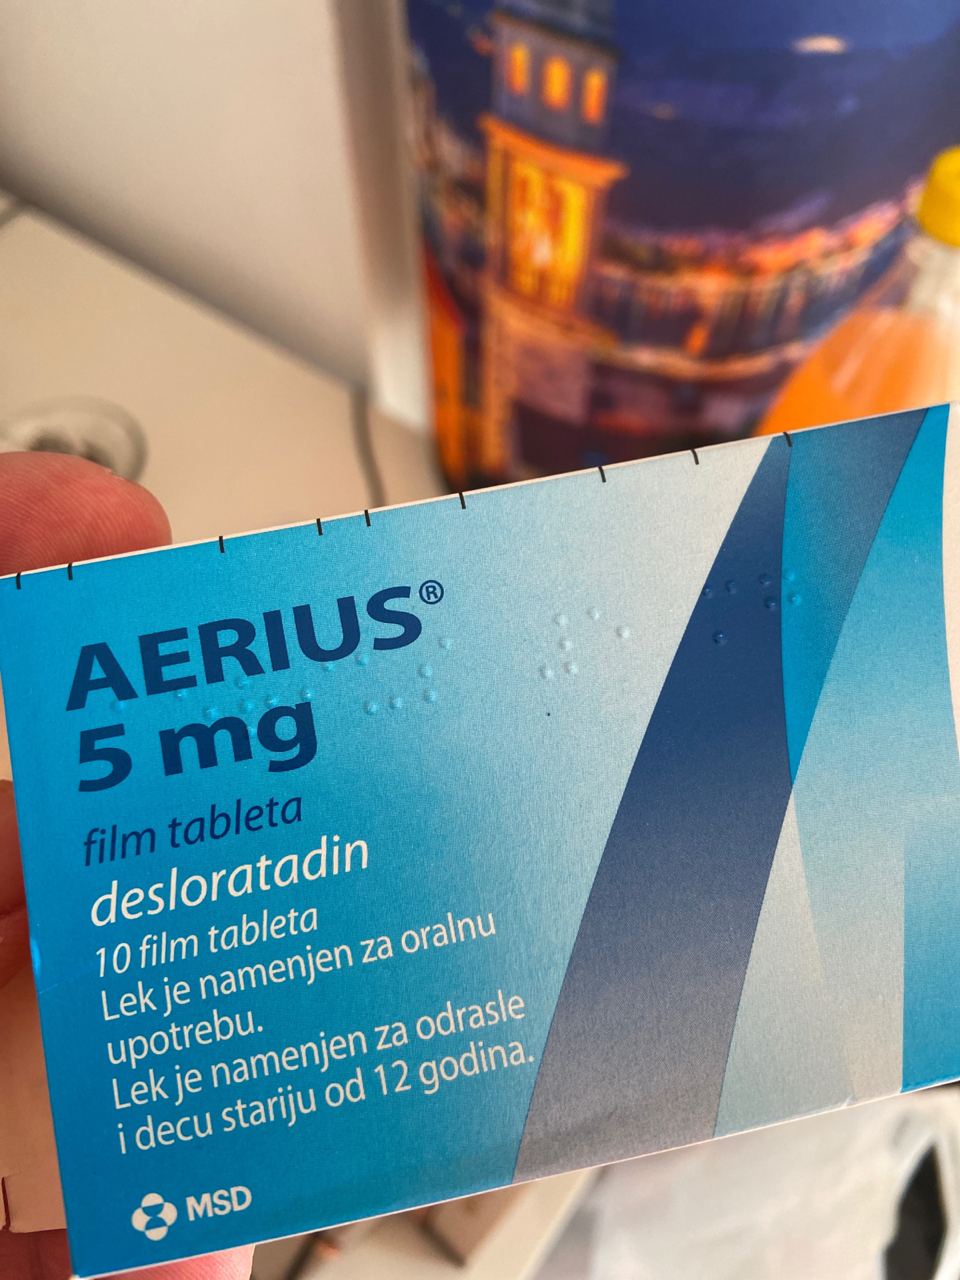 AERIUS®
5 mg
film tableta
desloratadin
10 film tableta
Lek je namenjen za oralnu
upotrebu.
Lek je namenjen za odrasle
i decu stariju od 12 godina.
MSD